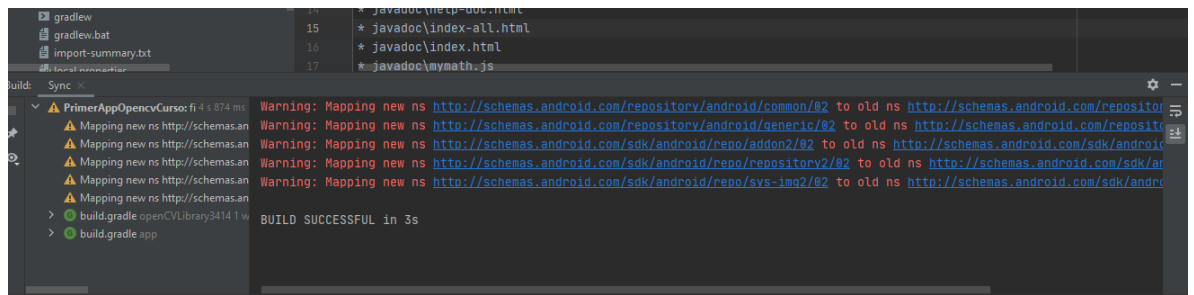 gradlew
gradlew.bat
import-summary.txt
local.properties
14 * javadoc\help-doc.html
15 * javadoc\index-all.html
16 * javadoc\index.html
17 * javadoc\mymath.js
Build: Sync ×
PrimerAppOpencvCurso: fi 4 s 874 ms
Mapping new ns http://schemas.an
Mapping new ns http://schemas.an
Mapping new ns http://schemas.an
Mapping new ns http://schemas.an
Mapping new ns http://schemas.an
build.gradle openCVLibrary3414 1 w
build.gradle app
Warning: Mapping new ns http://schemas.android.com/repository/android/common/02 to old ns http://schemas.android.com/repositor
Warning: Mapping new ns http://schemas.android.com/repository/android/generic/02 to old ns http://schemas.android.com/reposito
Warning: Mapping new ns http://schemas.android.com/sdk/android/repo/addon2/02 to old ns http://schemas.android.com/sdk/android
Warning: Mapping new ns http://schemas.android.com/sdk/android/repo/repository2/02 to old ns http://schemas.android.com/sdk/an
Warning: Mapping new ns http://schemas.android.com/sdk/android/repo/sys-img2/02 to old ns http://schemas.android.com/sdk/andro
BUILD SUCCESSFUL in 3s